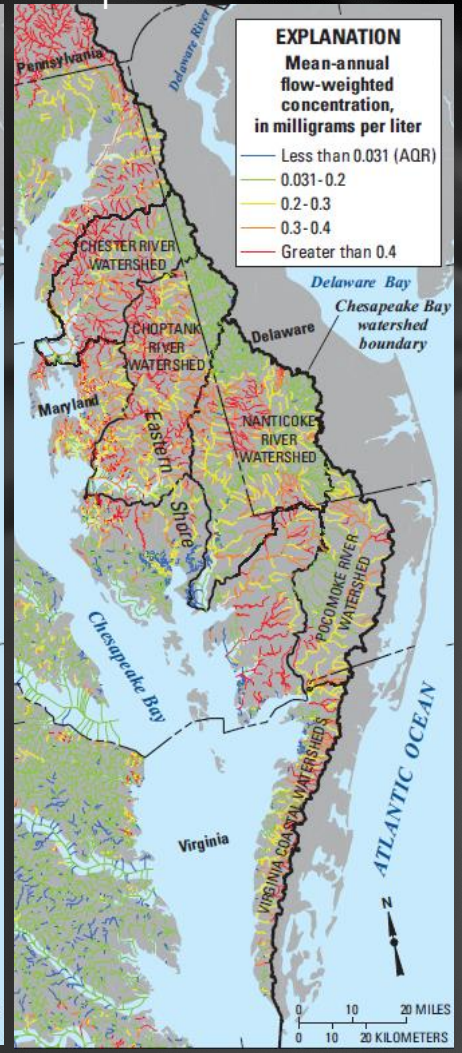 Pennsylvania
Delaware River
EXPLANATION
Mean-annual
flow-weighted
concentration,
in milligrams per liter
Less than 0.031 (AQR)
0.031-0.2
0.2-0.3
0.3-0.4
Greater than 0.4
CHESTER RIVER
WATERSHED
Delaware Bay
Chesapeake Bay
watershed
boundary
Delaware
CHOPTANK
RIVER
WATERSHED
Maryland
Eastern
Shore
NANTICOKE
RIVER
WATERSHED
POCOMOKE RIVER
WATERSHED
Chesapeake Bay
ATLANTIC OCEAN
VIRGINIA COASTAL WATERSHEDS
Virginia
N
0 10 20 MILES
0 10 20 KILOMETERS